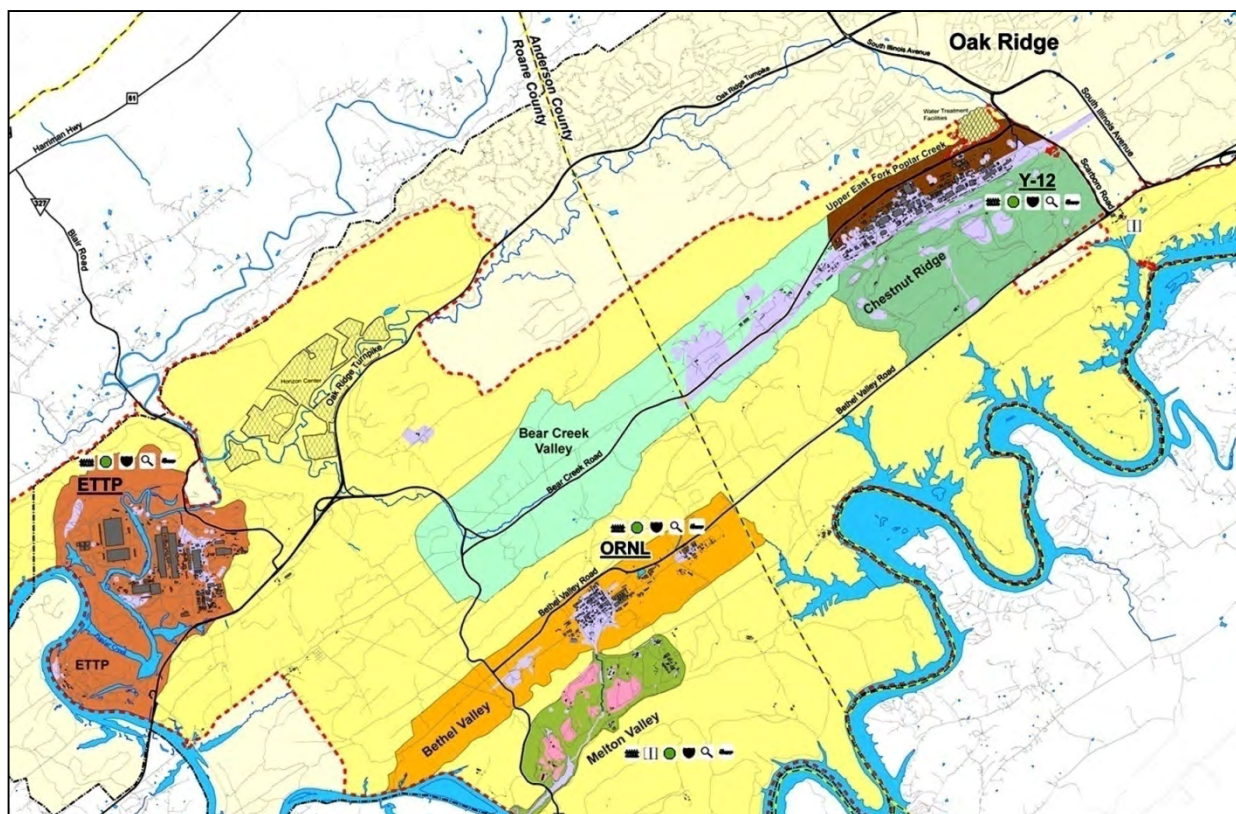 Oak Ridge
South Illinois Avenue
Anderson County
Roane County
Oak Ridge Turnpike
61
Harriman Hwy
Water Treatment
Facilities
South Illinois Avenue
Upper East Fork Poplar Creek
Y-12
Scarboro Road
327
Blair Road
Chestnut Ridge
Horizon Center
Oak Ridge Turnpike
Bethel Valley Road
Bear Creek
Valley
Bear Creek Road
ETTP
ORNL
Bethel Valley Road
ETTP
Bethel Valley
Melton Valley